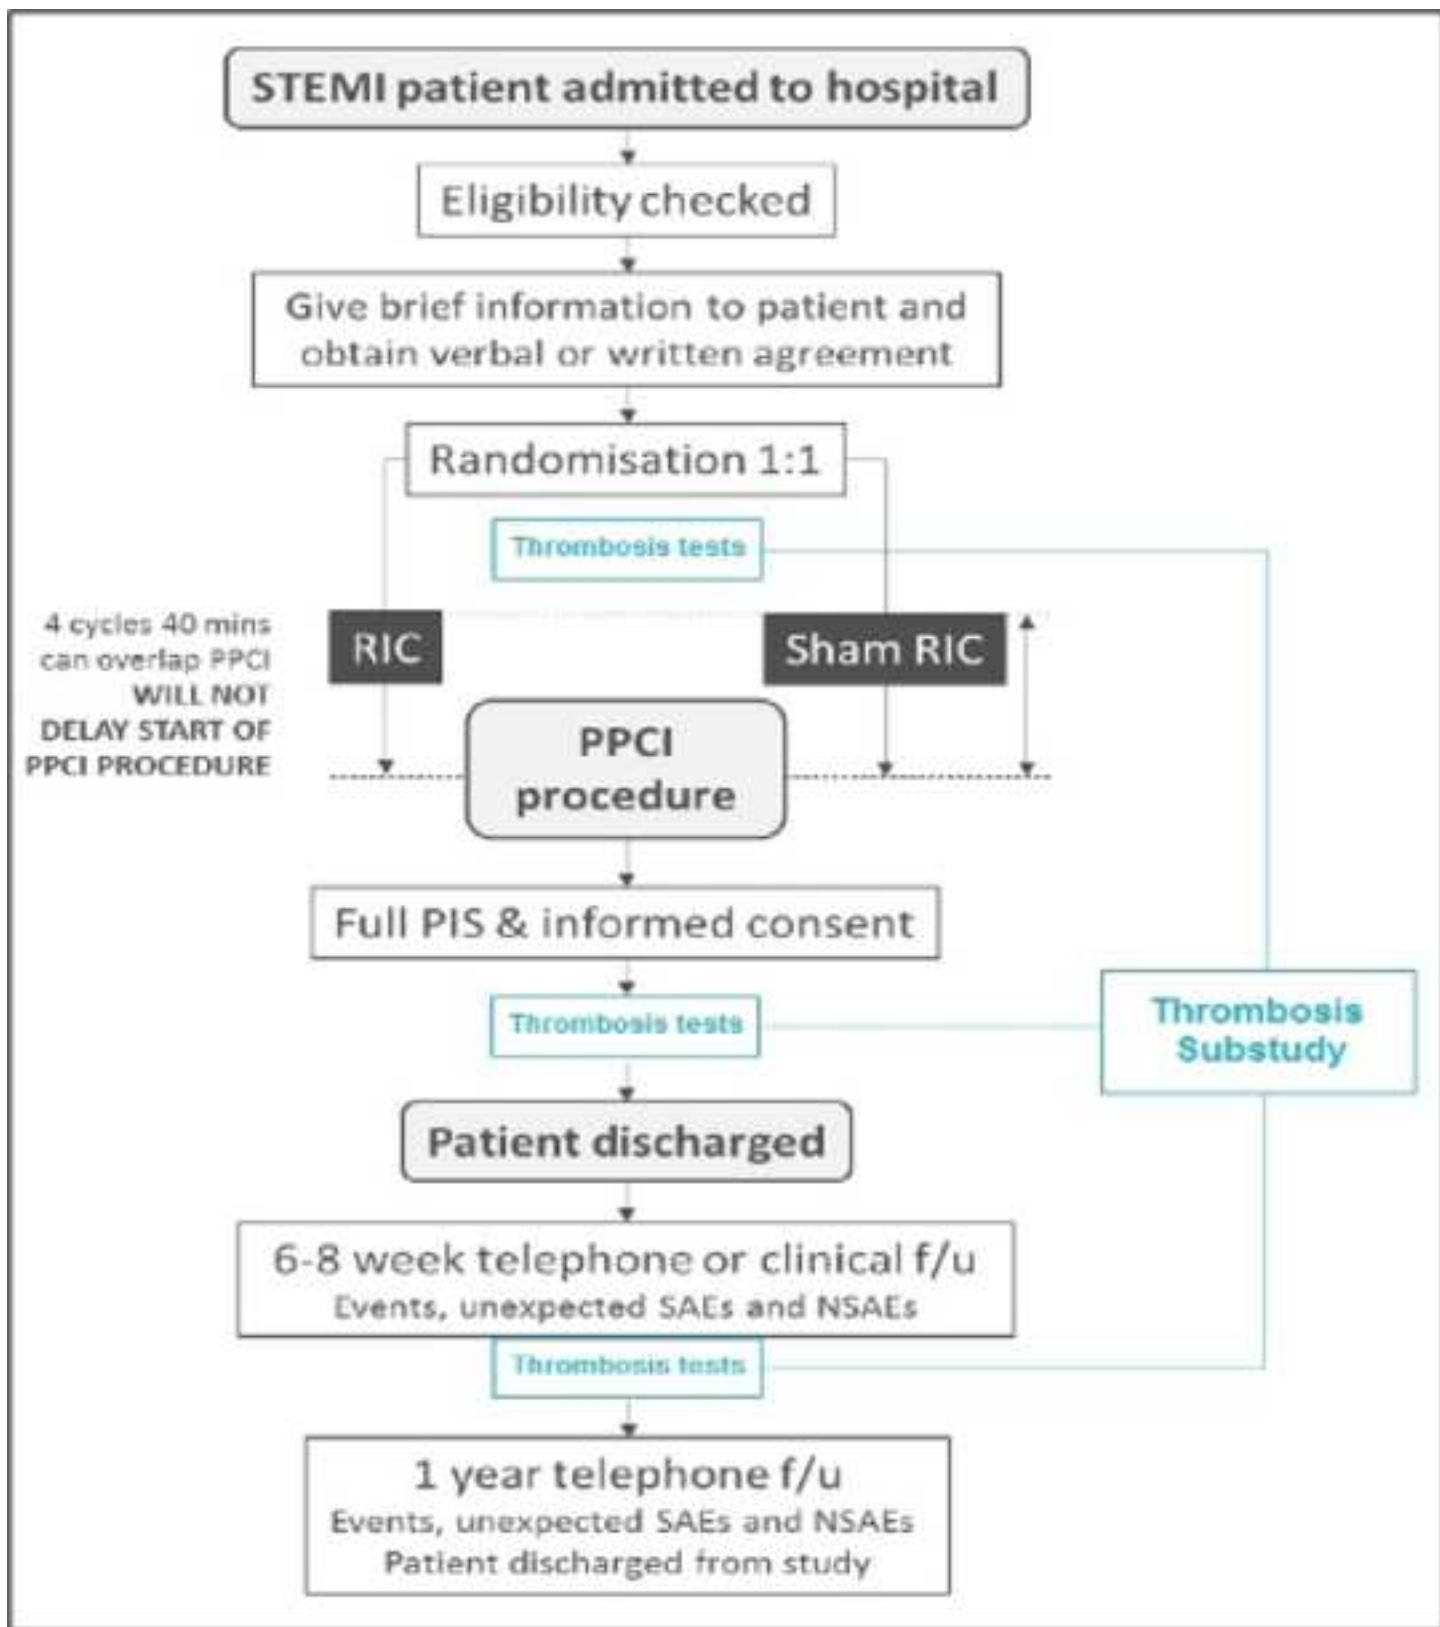 STEMI patient admitted to hospital
Eligibility checked
Give brief information to patient and
obtain verbal or written agreement
Randomisation 1:1
Thrombosis tests
4 cycles 40 mins
can overlap PPCI
WILL NOT
DELAY START OF
PPCI PROCEDURE
RIC
Sham RIC
PPCI
procedure
Full PIS & informed consent
Thrombosis tests
Thrombosis
Substudy
Patient discharged
6-8 week telephone or clinical f/u
Events, unexpected SAEs and NSAEs
Thrombosis tests
1 year telephone f/u
Events, unexpected SAEs and NSAEs
Patient discharged from study